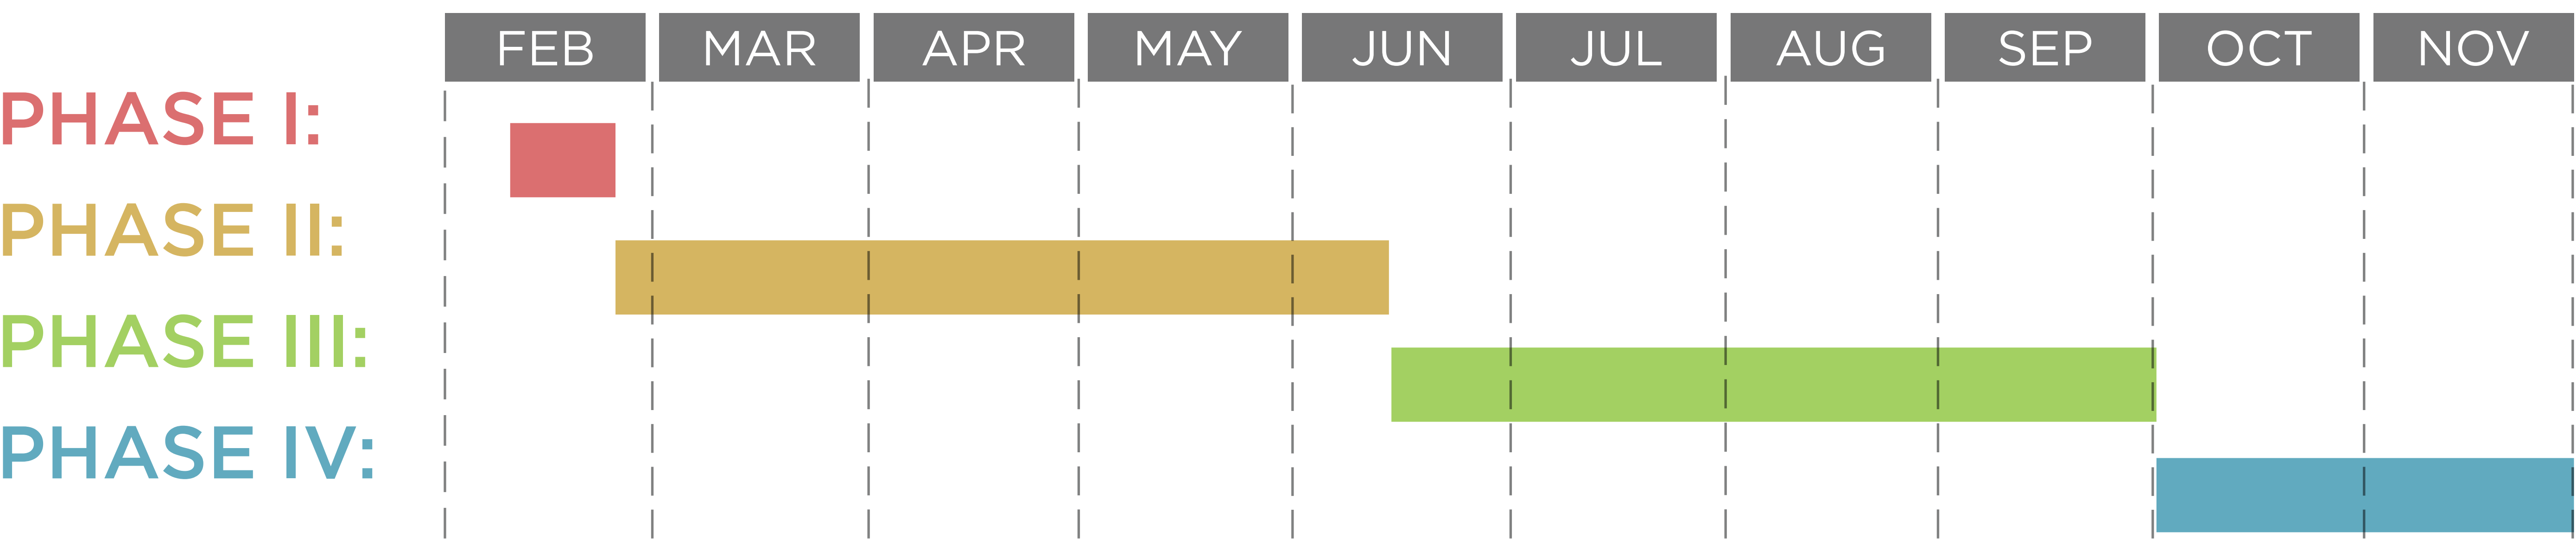 FEB MAR APR MAY JUN JUL AUG SEP OCT NOV
PHASE I:
PHASE II:
PHASE III:
PHASE IV: